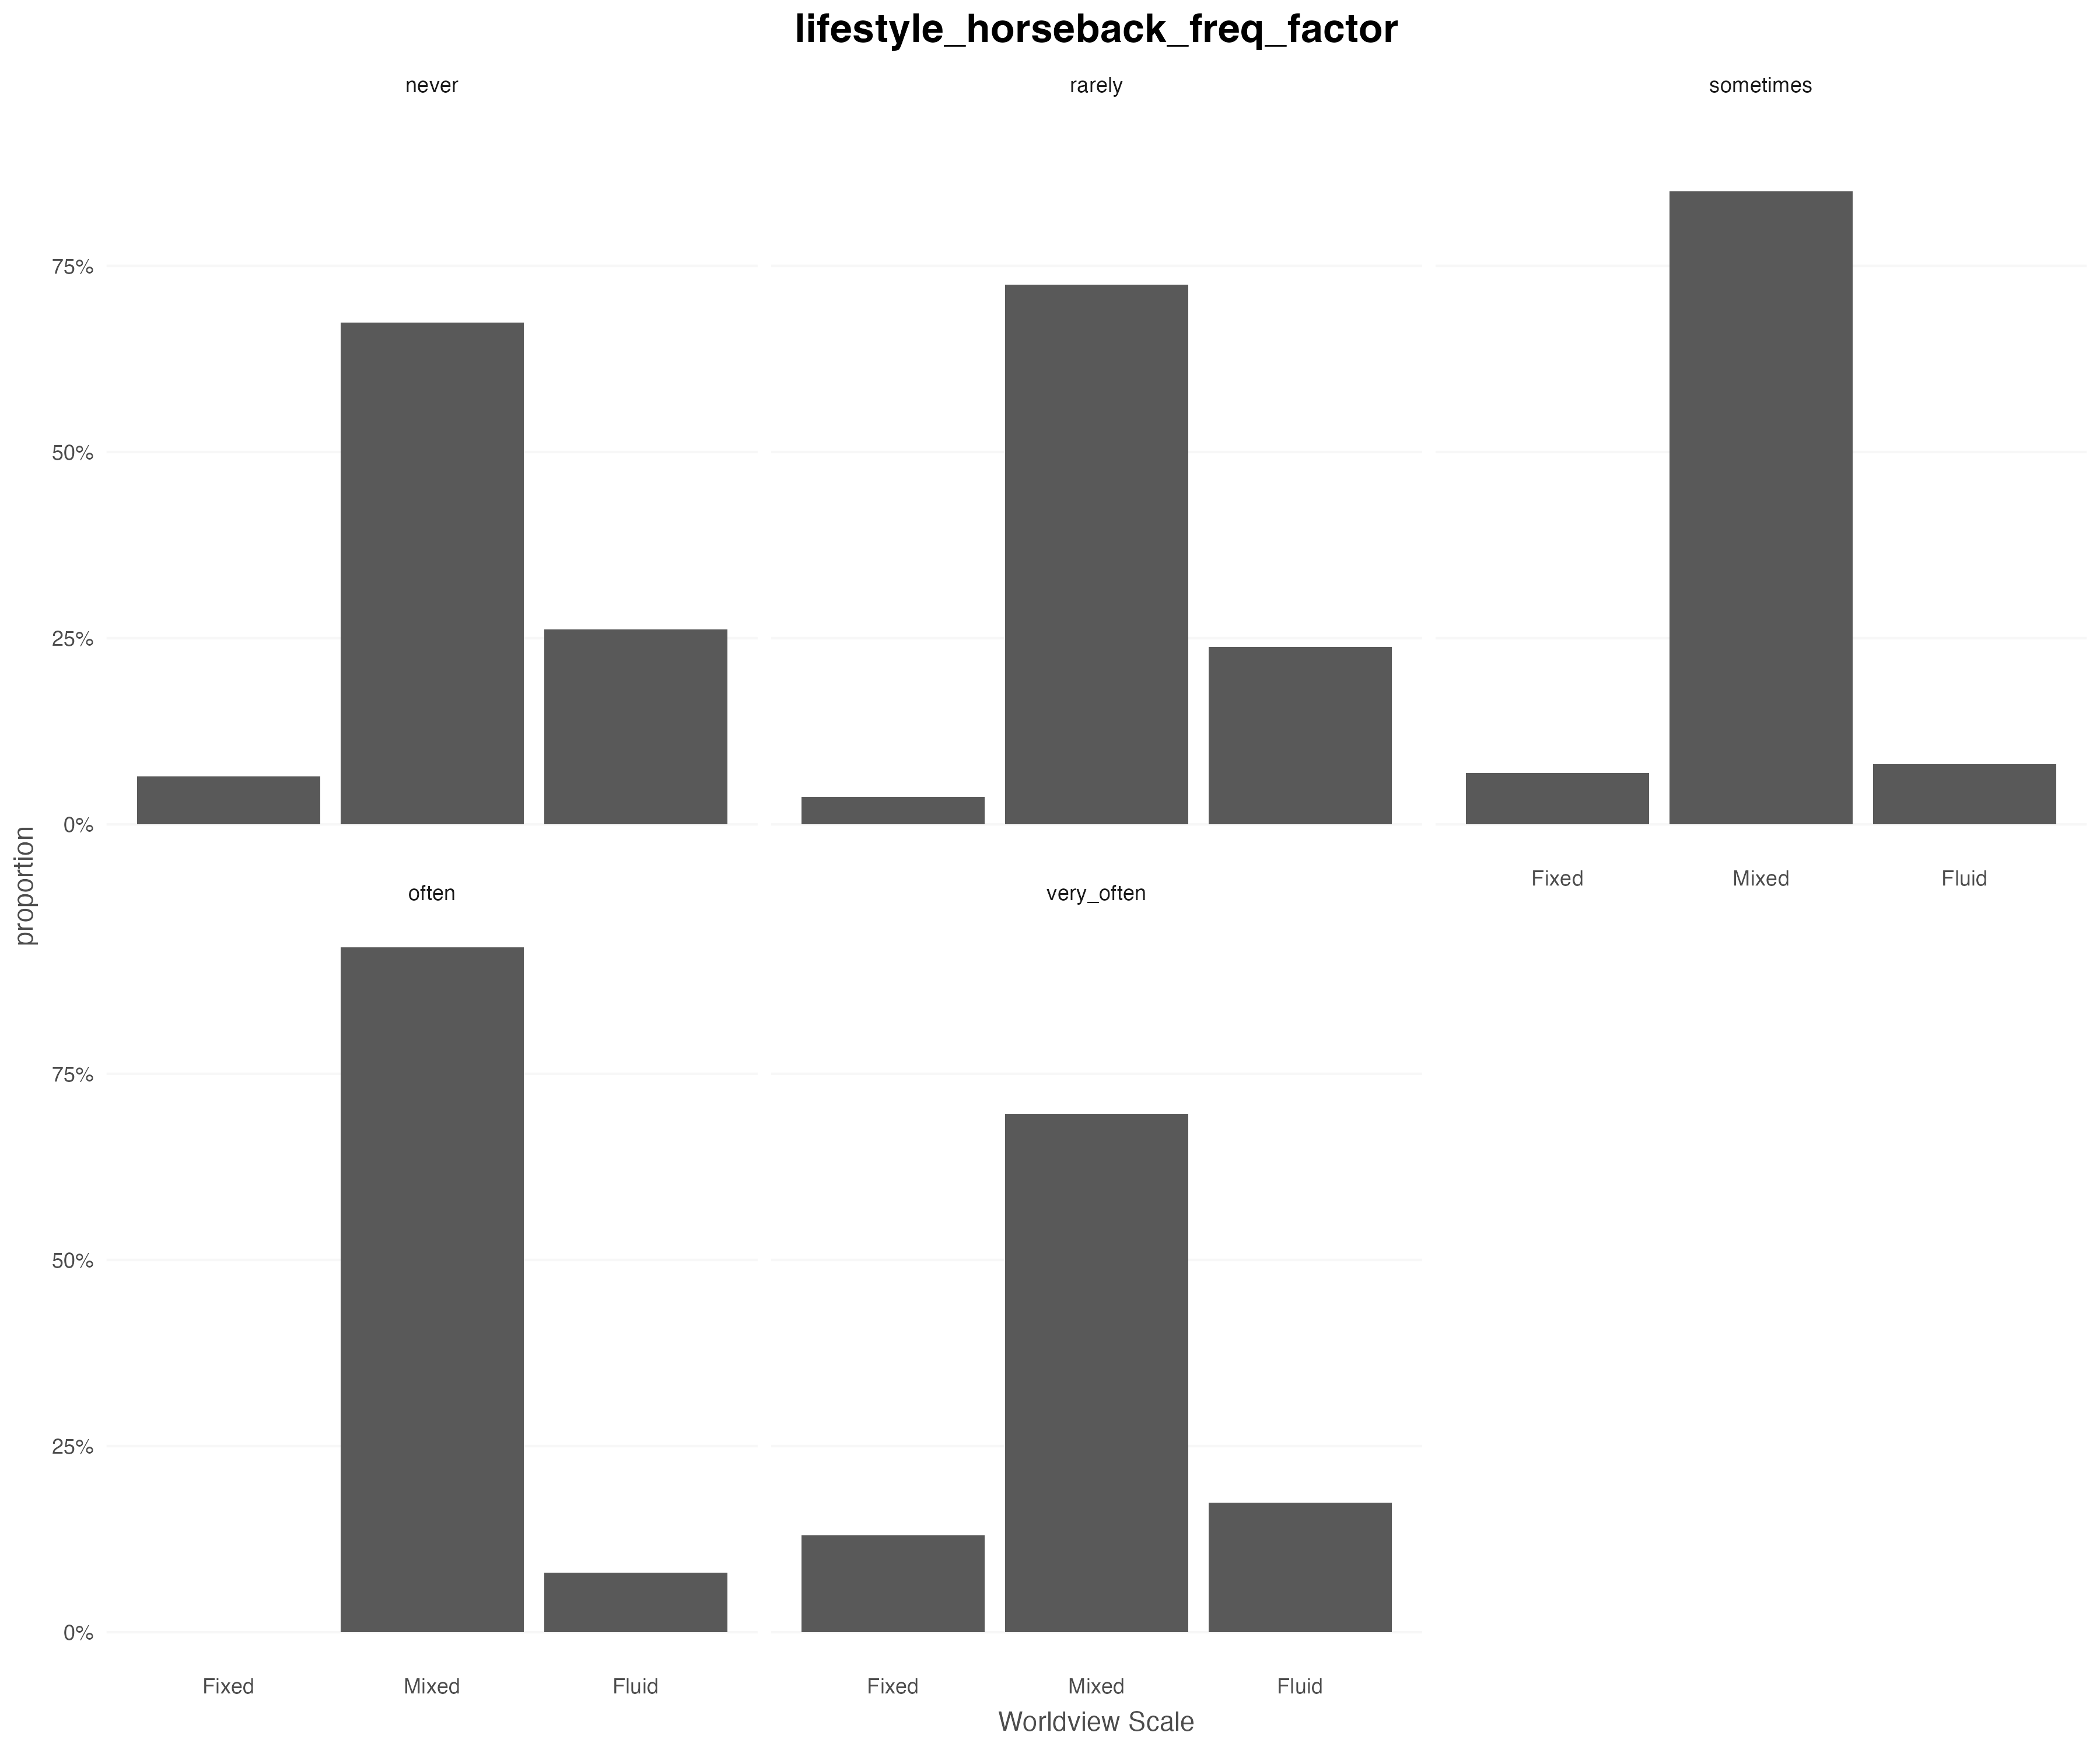 lifestyle_horseback_freq_factor
never
rarely
sometimes
75%
50%
25%
0%
Fixed
Mixed
Fluid
often
very_often
75%
50%
25%
0%
Fixed
Mixed
Fluid
Fixed
Mixed
Fluid
Worldview Scale
proportion